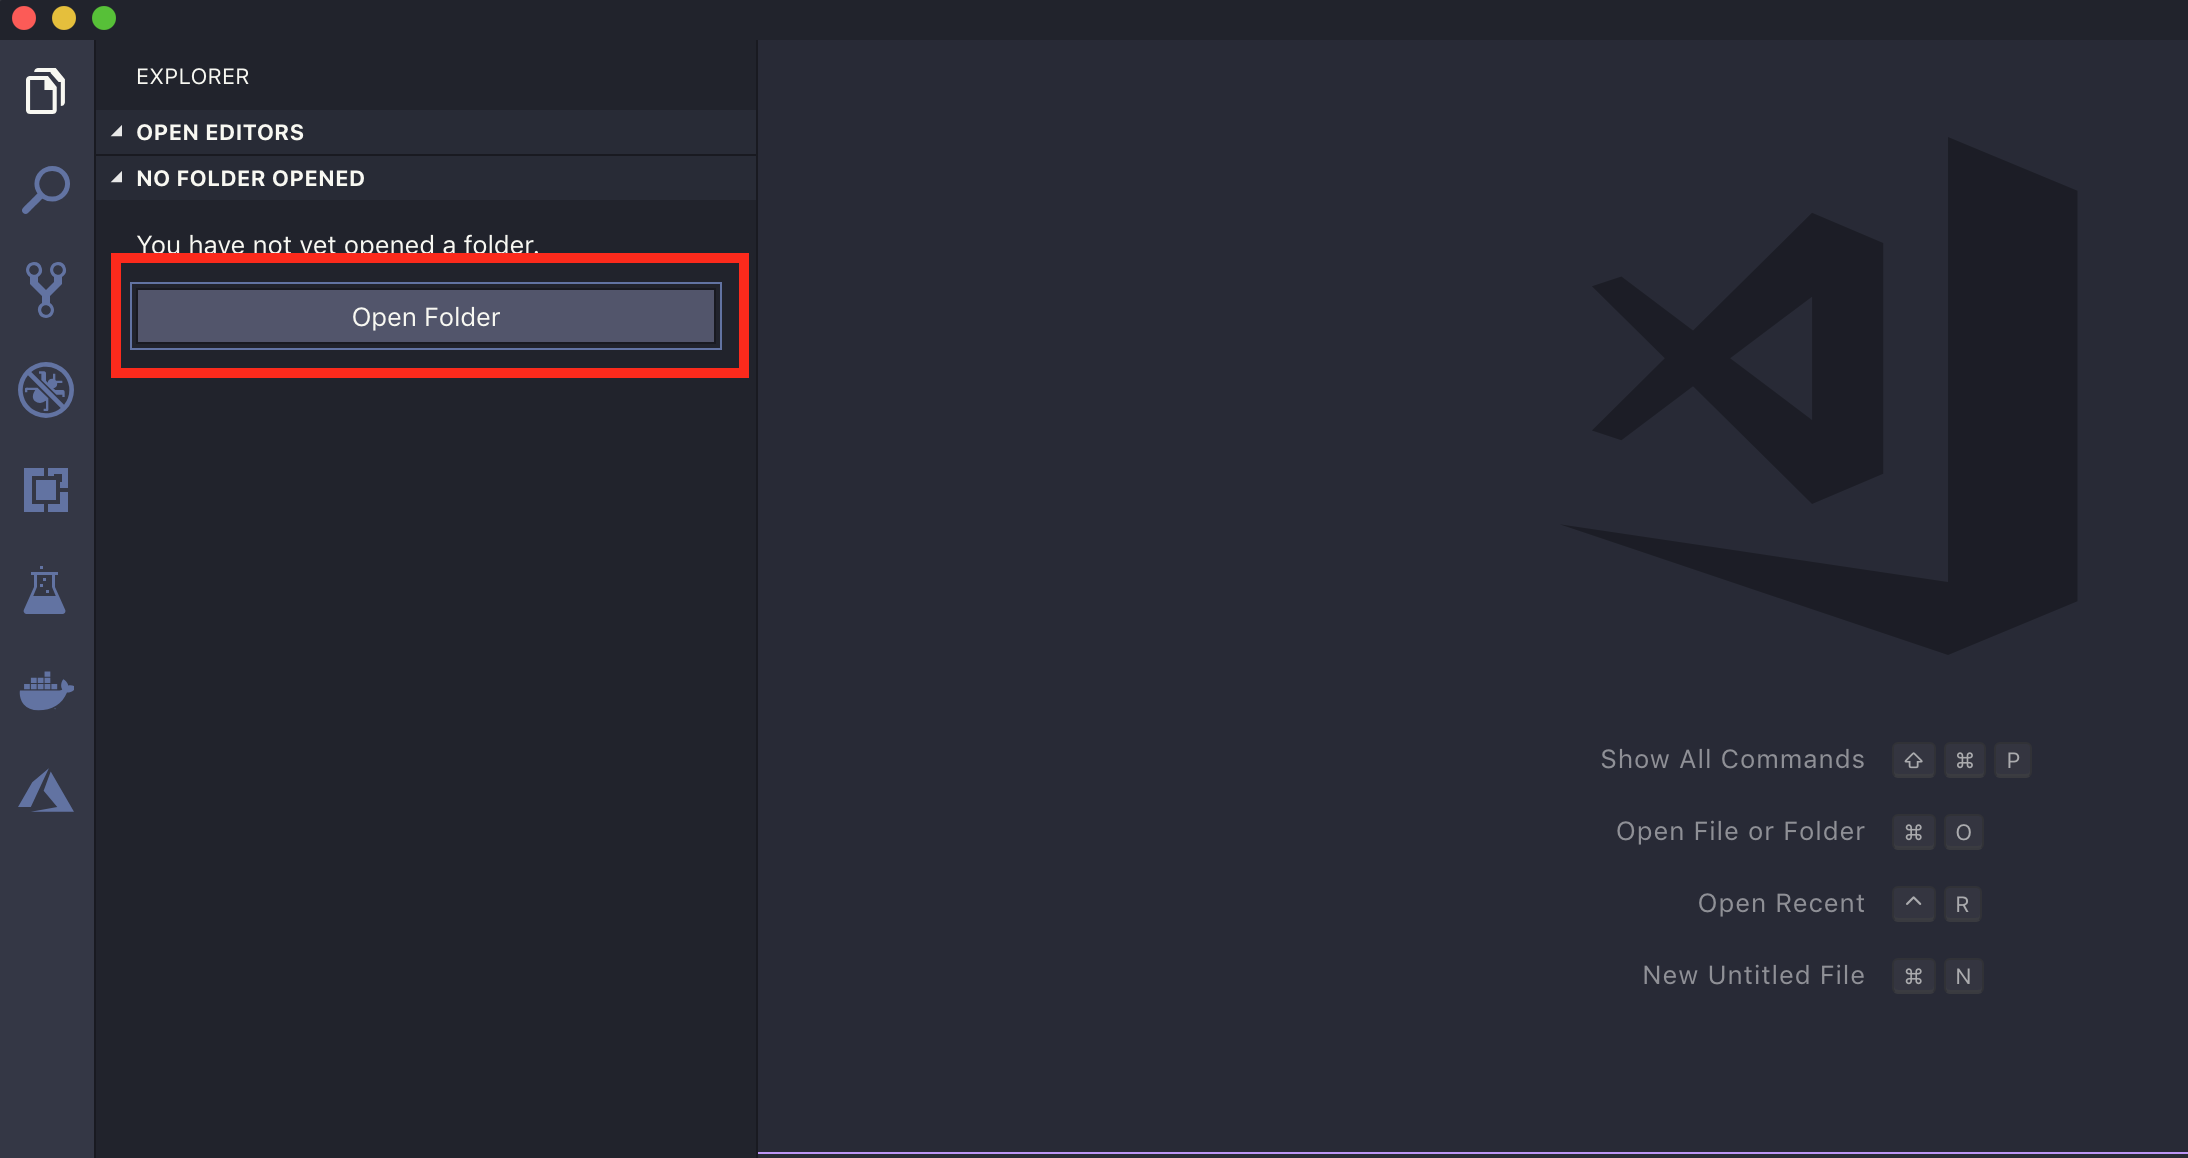 EXPLORER
OPEN EDITORS
NO FOLDER OPENED
You have not yet opened a folder.
Open Folder
Show All Commands ⇧ ⌘ P
Open File or Folder ⌘ O
Open Recent ^ R
New Untitled File ⌘ N